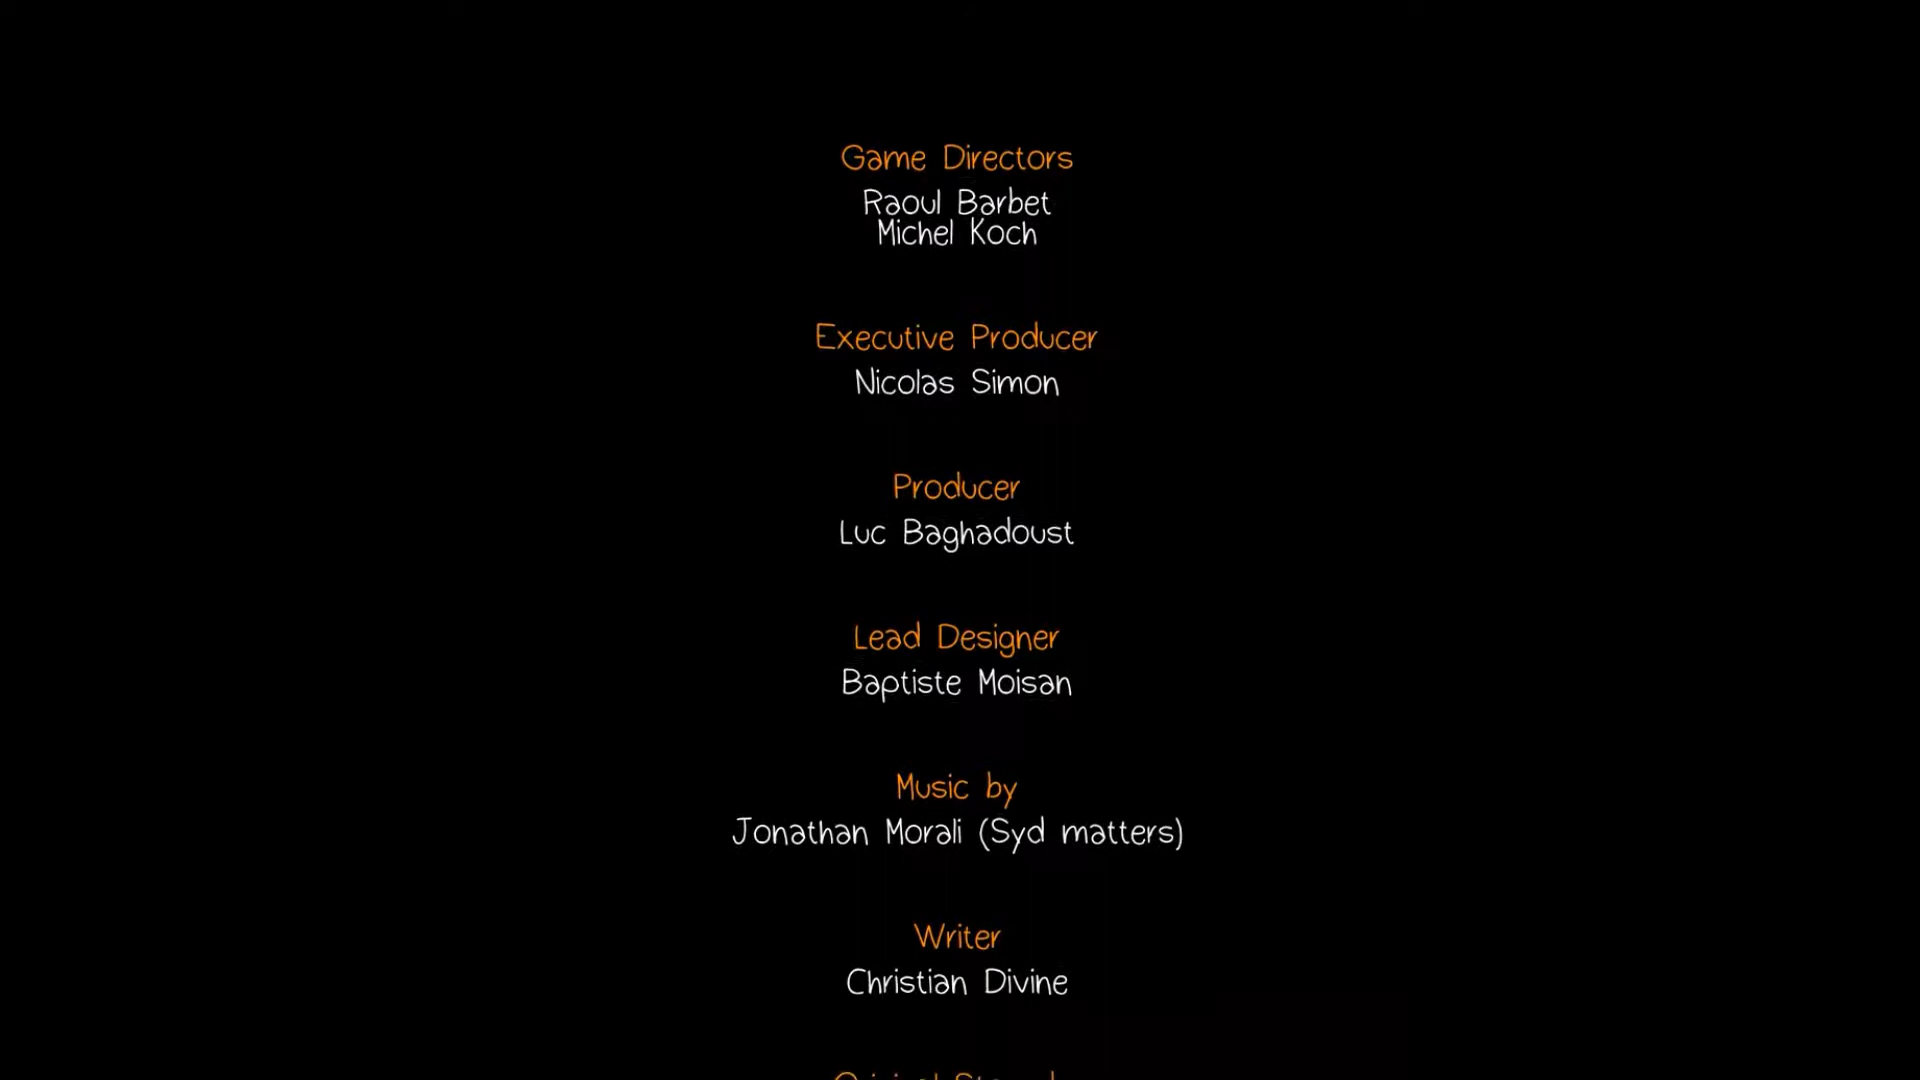 Game Directors
Raoul Barbet
Michel Koch
Executive Producer
Nicolas Simon
Producer
Luc Baghadoust
Lead Designer
Baptiste Moisan
Music by
Jonathan Morali (Syd matters)
Writer
Christian Divine